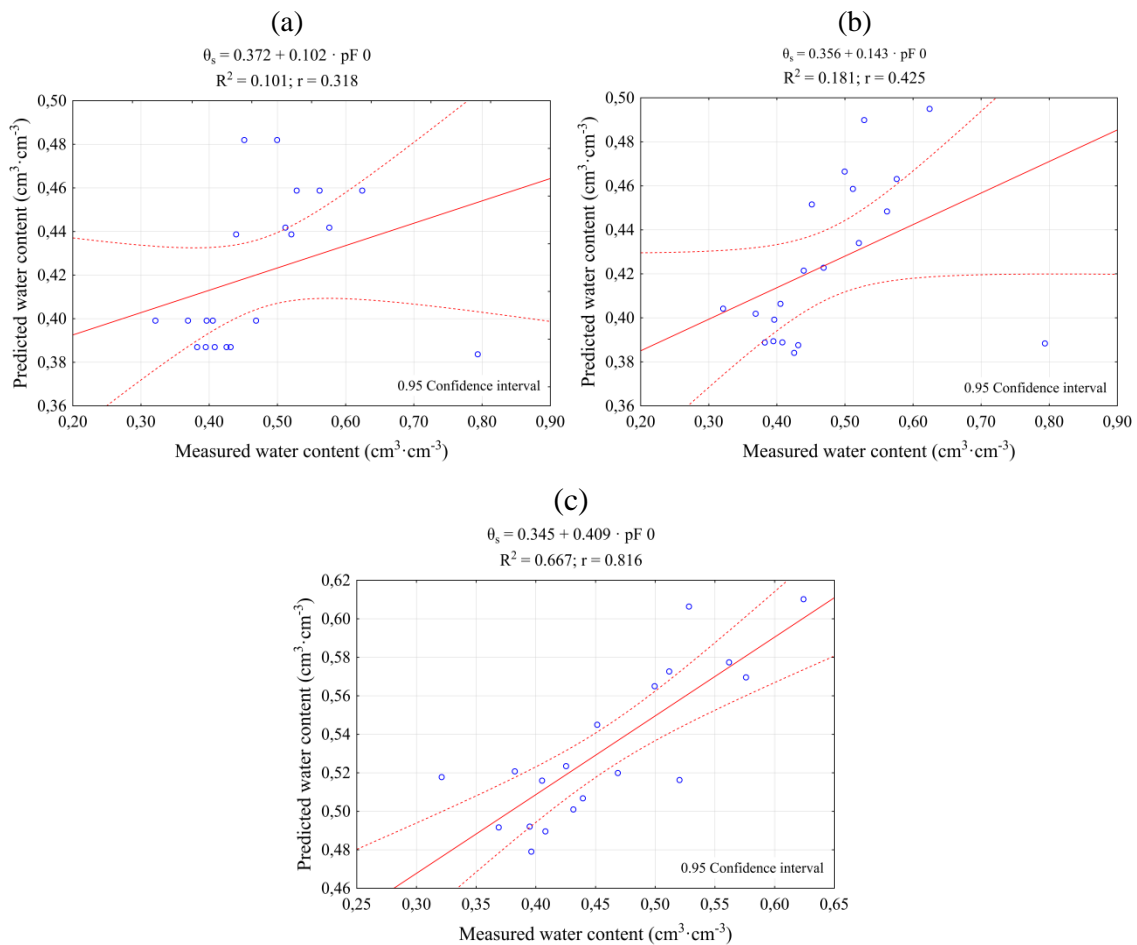 (a)
θs = 0.372 + 0.102 · pF 0
R² = 0.101; r = 0.318
0,50
0,48
0,46
0,44
0,42
0,40
0,38
0,36
Predicted water content (cm³·cm⁻³)
0.95 Confidence interval
0,20 0,30 0,40 0,50 0,60 0,70 0,80 0,90
Measured water content (cm³·cm⁻³)
(b)
θs = 0.356 + 0.143 · pF 0
R² = 0.181; r = 0.425
0,50
0,48
0,46
0,44
0,42
0,40
0,38
0,36
Predicted water content (cm³·cm⁻³)
0.95 Confidence interval
0,20 0,30 0,40 0,50 0,60 0,70 0,80 0,90
Measured water content (cm³·cm⁻³)
(c)
θs = 0.345 + 0.409 · pF 0
R² = 0.667; r = 0.816
0,62
0,60
0,58
0,56
0,54
0,52
0,50
0,48
0,46
Predicted water content (cm³·cm⁻³)
0.95 Confidence interval
0,25 0,30 0,35 0,40 0,45 0,50 0,55 0,60 0,65
Measured water content (cm³·cm⁻³)